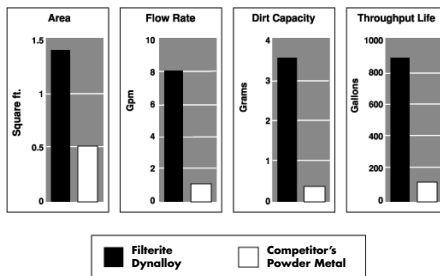 Area
Square ft.
1.5
1
0.5
0
Flow Rate
Gpm
10
8
6
4
2
0
Dirt Capacity
Grams
4
3
2
1
0
Throughput Life
Gallons
1000
800
600
400
200
0
Filterite
Dynalloy
Competitor's
Powder Metal